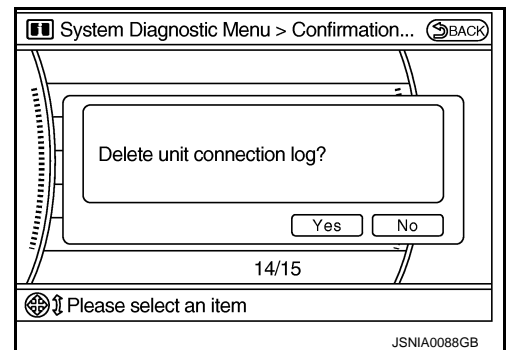 System Diagnostic Menu > Confirmation... BACK
Delete unit connection log?
Yes No
14/15
Please select an item
JSNIA0088GB